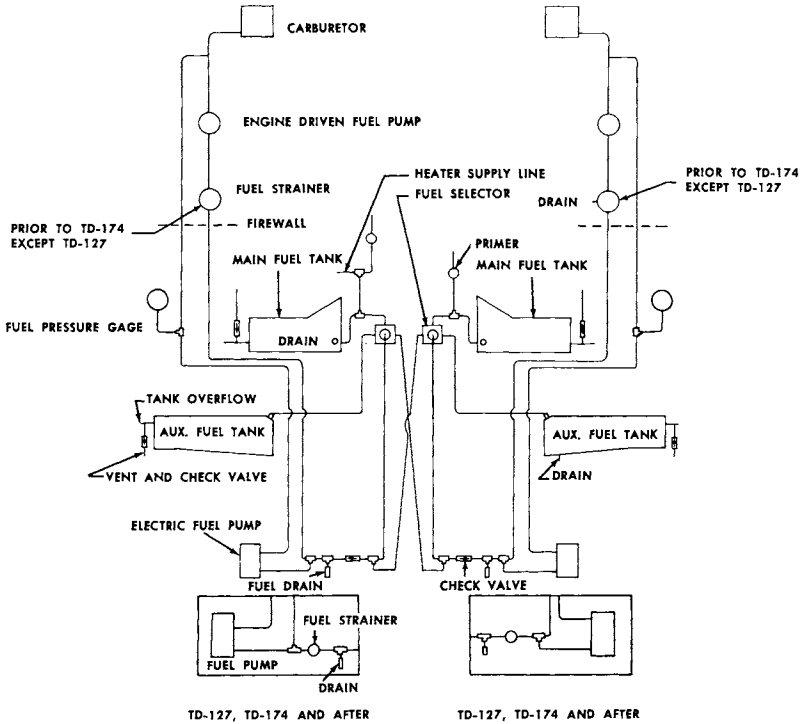 CARBURETOR
ENGINE DRIVEN FUEL PUMP
HEATER SUPPLY LINE
FUEL SELECTOR
PRIOR TO TD-174
EXCEPT TD-127
FUEL STRAINER
DRAIN
PRIOR TO TD-174
EXCEPT TD-127
FIREWALL
PRIMER
MAIN FUEL TANK
MAIN FUEL TANK
FUEL PRESSURE GAGE
DRAIN
TANK OVERFLOW
AUX. FUEL TANK
AUX. FUEL TANK
VENT AND CHECK VALVE
DRAIN
ELECTRIC FUEL PUMP
FUEL DRAIN
CHECK VALVE
FUEL STRAINER
FUEL PUMP
DRAIN
TD-127, TD-174 AND AFTER
TD-127, TD-174 AND AFTER